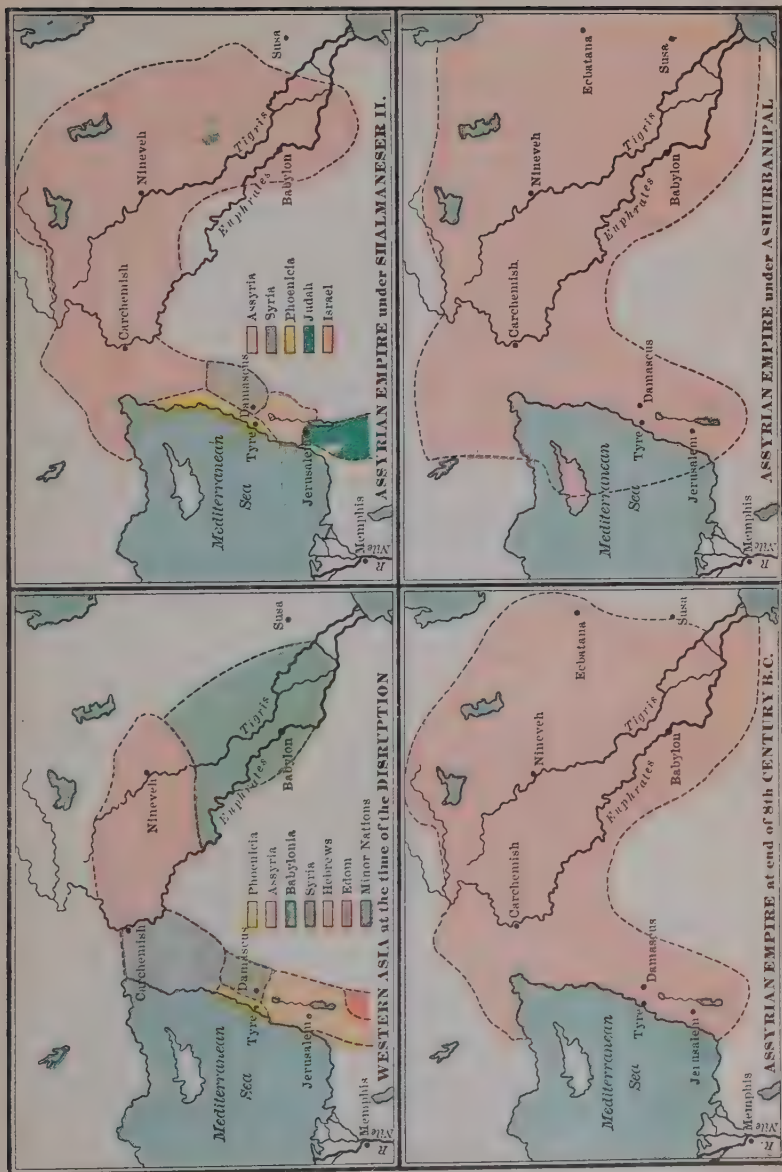 Carchemish
Nineveh
Mediterranean
Sea
Tigris
Euphrates
Tyre
Damascus
Babylon
Susa
Jerusalem
Phoenicia
Assyria
Babylonia
Syria
Hebrews
Edom
Minor Nations
Memphis
R. Nile
WESTERN ASIA at the time of the DISRUPTION
Carchemish
Nineveh
Mediterranean
Sea
Tigris
Euphrates
Tyre
Damascus
Babylon
Susa
Jerusalem
Assyria
Syria
Phoenicia
Judah
Israel
Memphis
R. Nile
ASSYRIAN EMPIRE under SHALMANESER II.
Carchemish
Nineveh
Ecbatana
Mediterranean
Sea
Tigris
Euphrates
Tyre
Damascus
Babylon
Susa
Jerusalem
Memphis
R. Nile
ASSYRIAN EMPIRE at end of 8th CENTURY B.C.
Carchemish
Nineveh
Ecbatana
Mediterranean
Sea
Tigris
Euphrates
Tyre
Damascus
Babylon
Susa
Jerusalem
Memphis
R. Nile
ASSYRIAN EMPIRE under ASHURBANIPAL